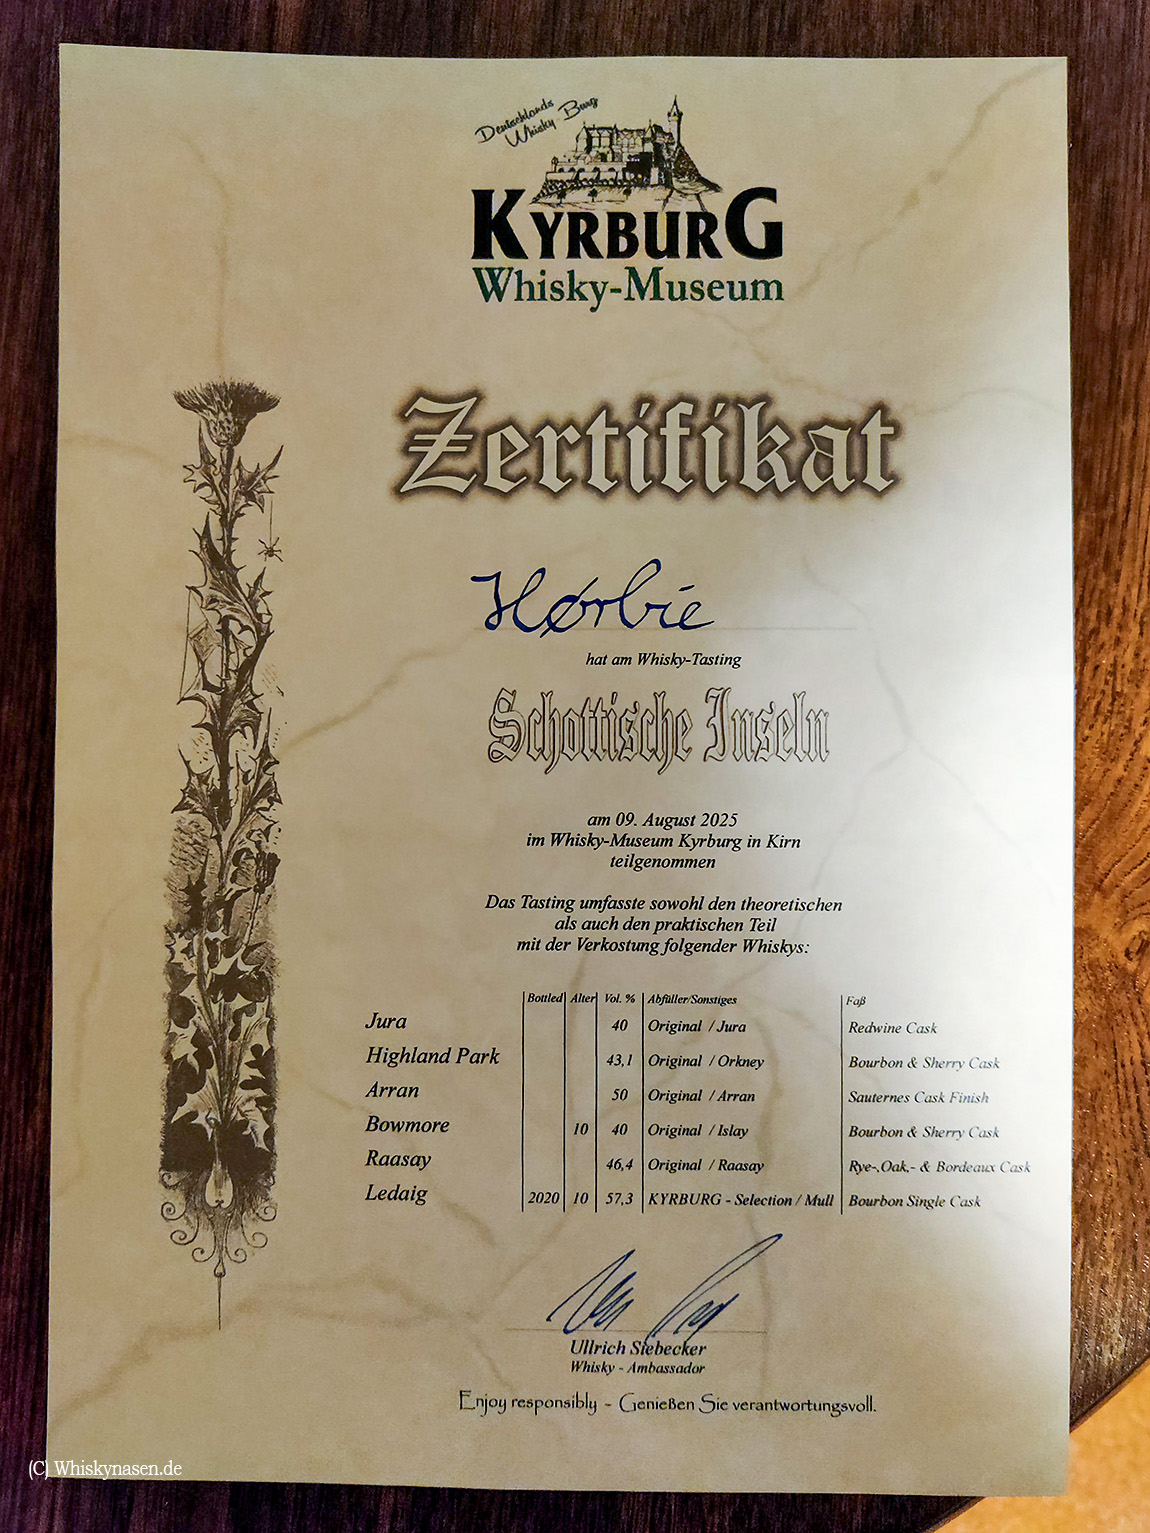 Deutschlands
Whisky Burg
KYRBURG
Whisky-Museum
Zertifikat
Hørbie
hat am Whisky-Tasting
Schottische Inseln
am 09. August 2025
im Whisky-Museum Kyrburg in Kirn
teilgenommen
Das Tasting umfasste sowohl den theoretischen
als auch den praktischen Teil
mit der Verkostung folgender Whiskys:
Bottled Alter Vol. % Abfüller/Sonstiges Faß
Jura 40 Original / Jura Redwine Cask
Highland Park 43,1 Original / Orkney Bourbon & Sherry Cask
Arran 50 Original / Arran Sauternes Cask Finish
Bowmore 10 40 Original / Islay Bourbon & Sherry Cask
Raasay 46,4 Original / Raasay Rye-,Oak,- & Bordeaux Cask
Ledaig 2020 10 57,3 KYRBURG - Selection / Mull Bourbon Single Cask
Ullrich Siebecker
Whisky - Ambassador
Enjoy responsibly - Genießen Sie verantwortungsvoll.
(C) Whiskynasen.de